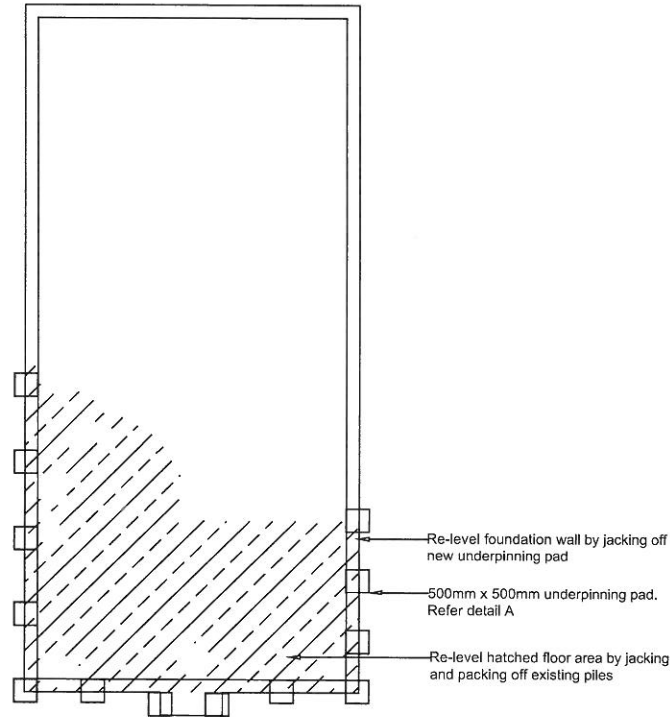 Re-level foundation wall by jacking off
new underpinning pad
500mm x 500mm underpinning pad.
Refer detail A
Re-level hatched floor area by jacking
and packing off existing piles